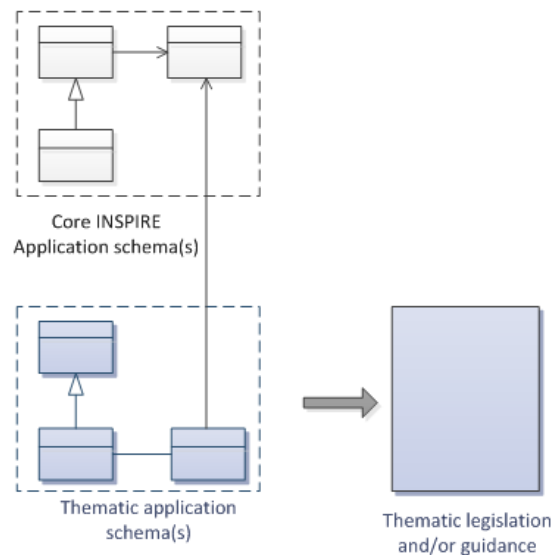 Core INSPIRE
Application schema(s)
Thematic application
schema(s)
Thematic legislation
and/or guidance